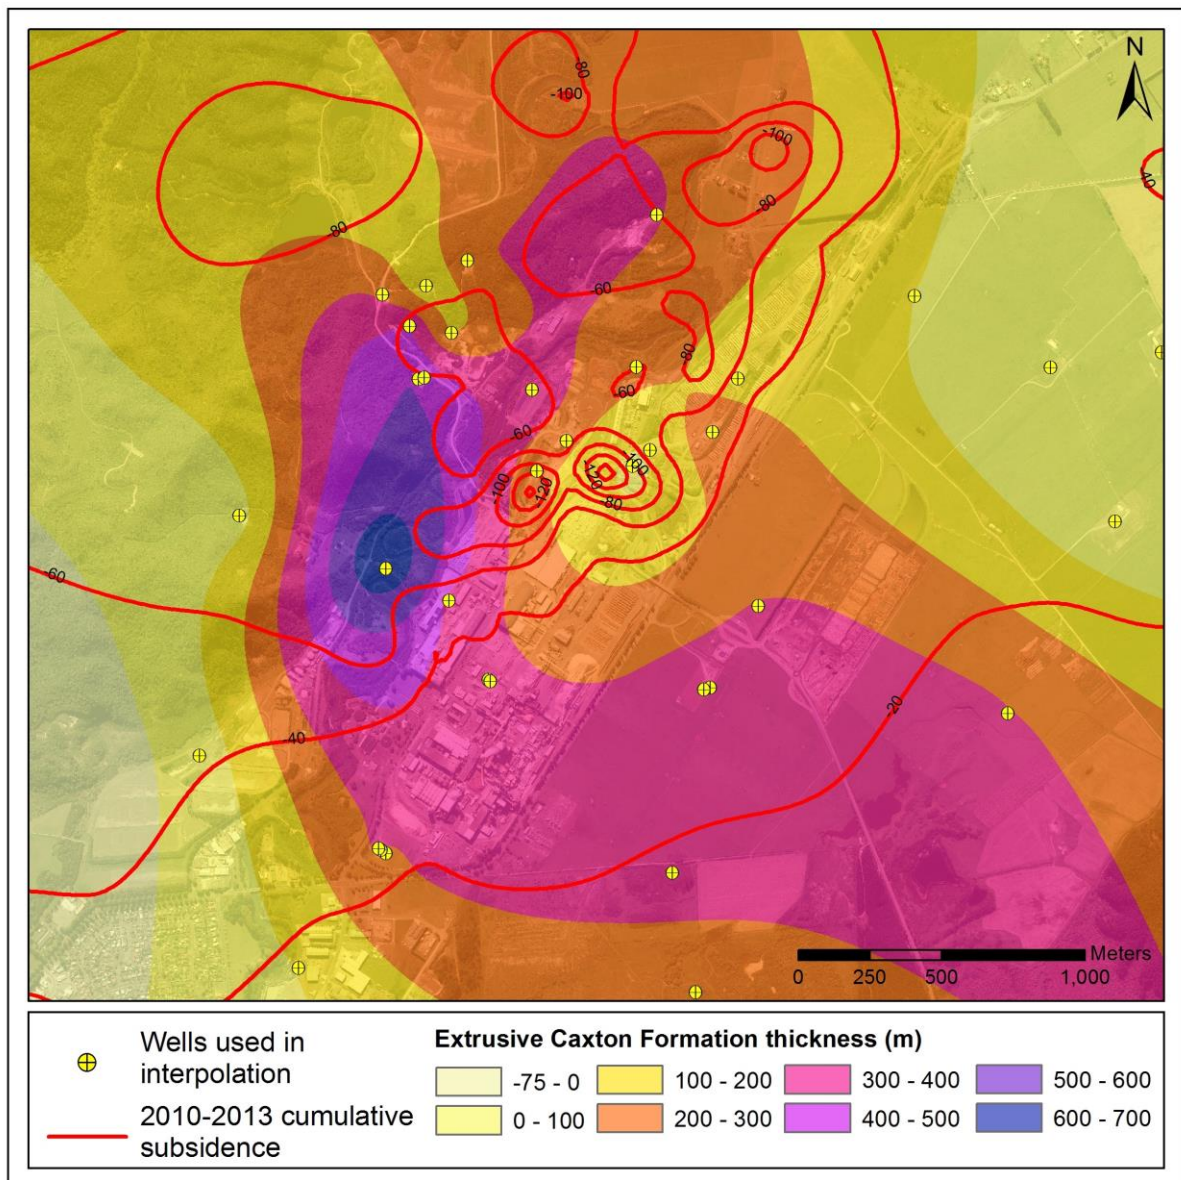 N
-80
-100
-100
-40
-80
-80
-60
-80
-60
-60
-100
-120
-120
-100
-80
-60
-20
-40
Meters
0 250 500 1,000
Wells used in
interpolation
2010-2013 cumulative
subsidence
Extrusive Caxton Formation thickness (m)
-75 - 0 100 - 200 300 - 400 500 - 600
0 - 100 200 - 300 400 - 500 600 - 700